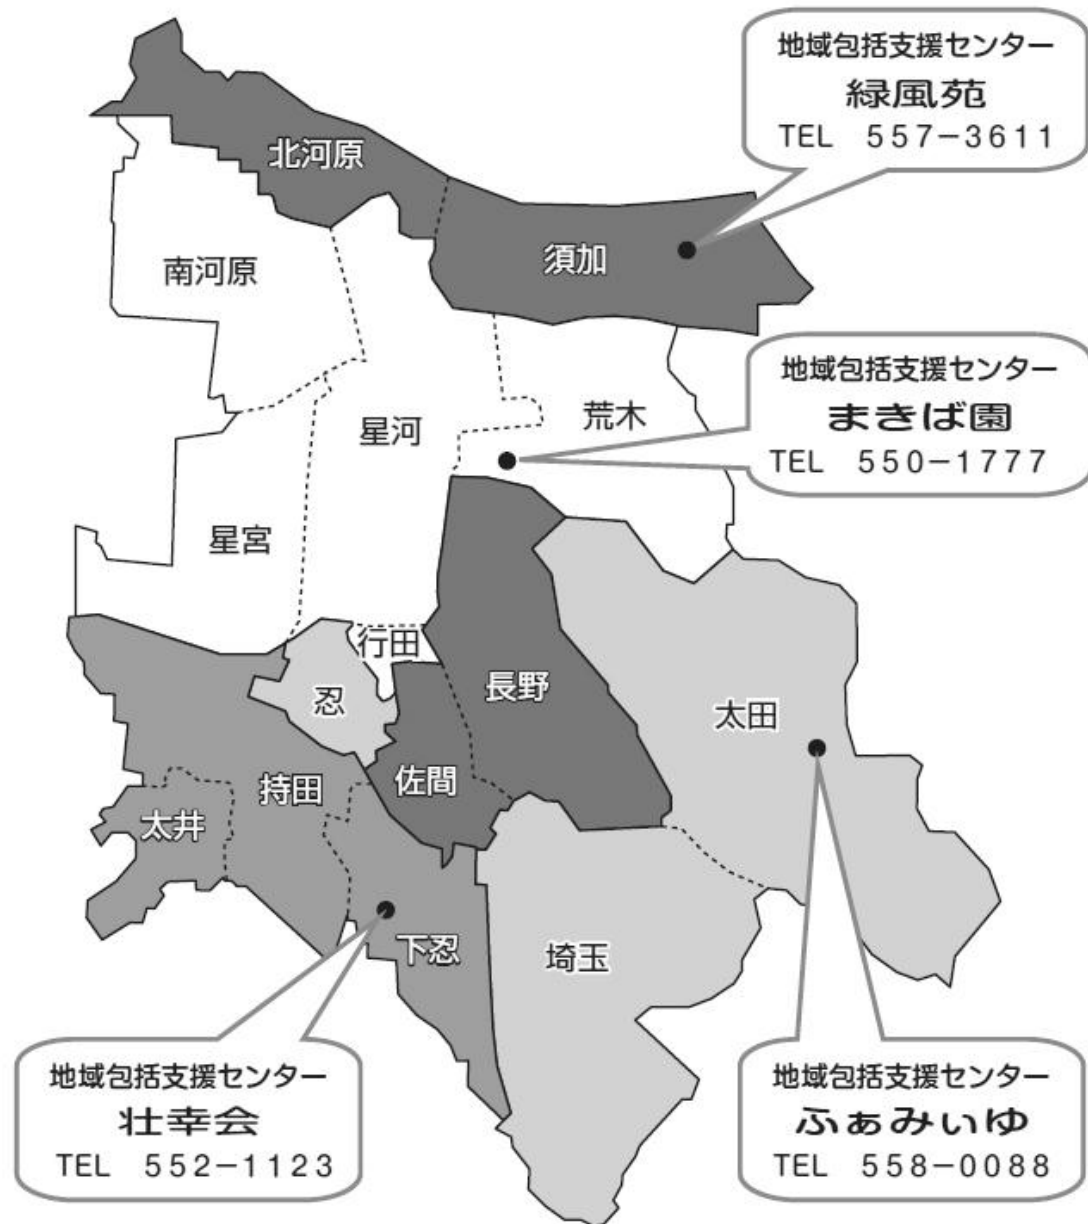 地域包括支援センター
緑風苑
TEL 557-3611
北河原
須加
南河原
地域包括支援センター
まきば園
TEL 550-1777
荒木
星河
星宮
行田
忍
長野
太田
佐間
持田
太井
下忍
埼玉
地域包括支援センター
壮幸会
TEL 552-1123
地域包括支援センター
ふぁみぃゆ
TEL 558-0088